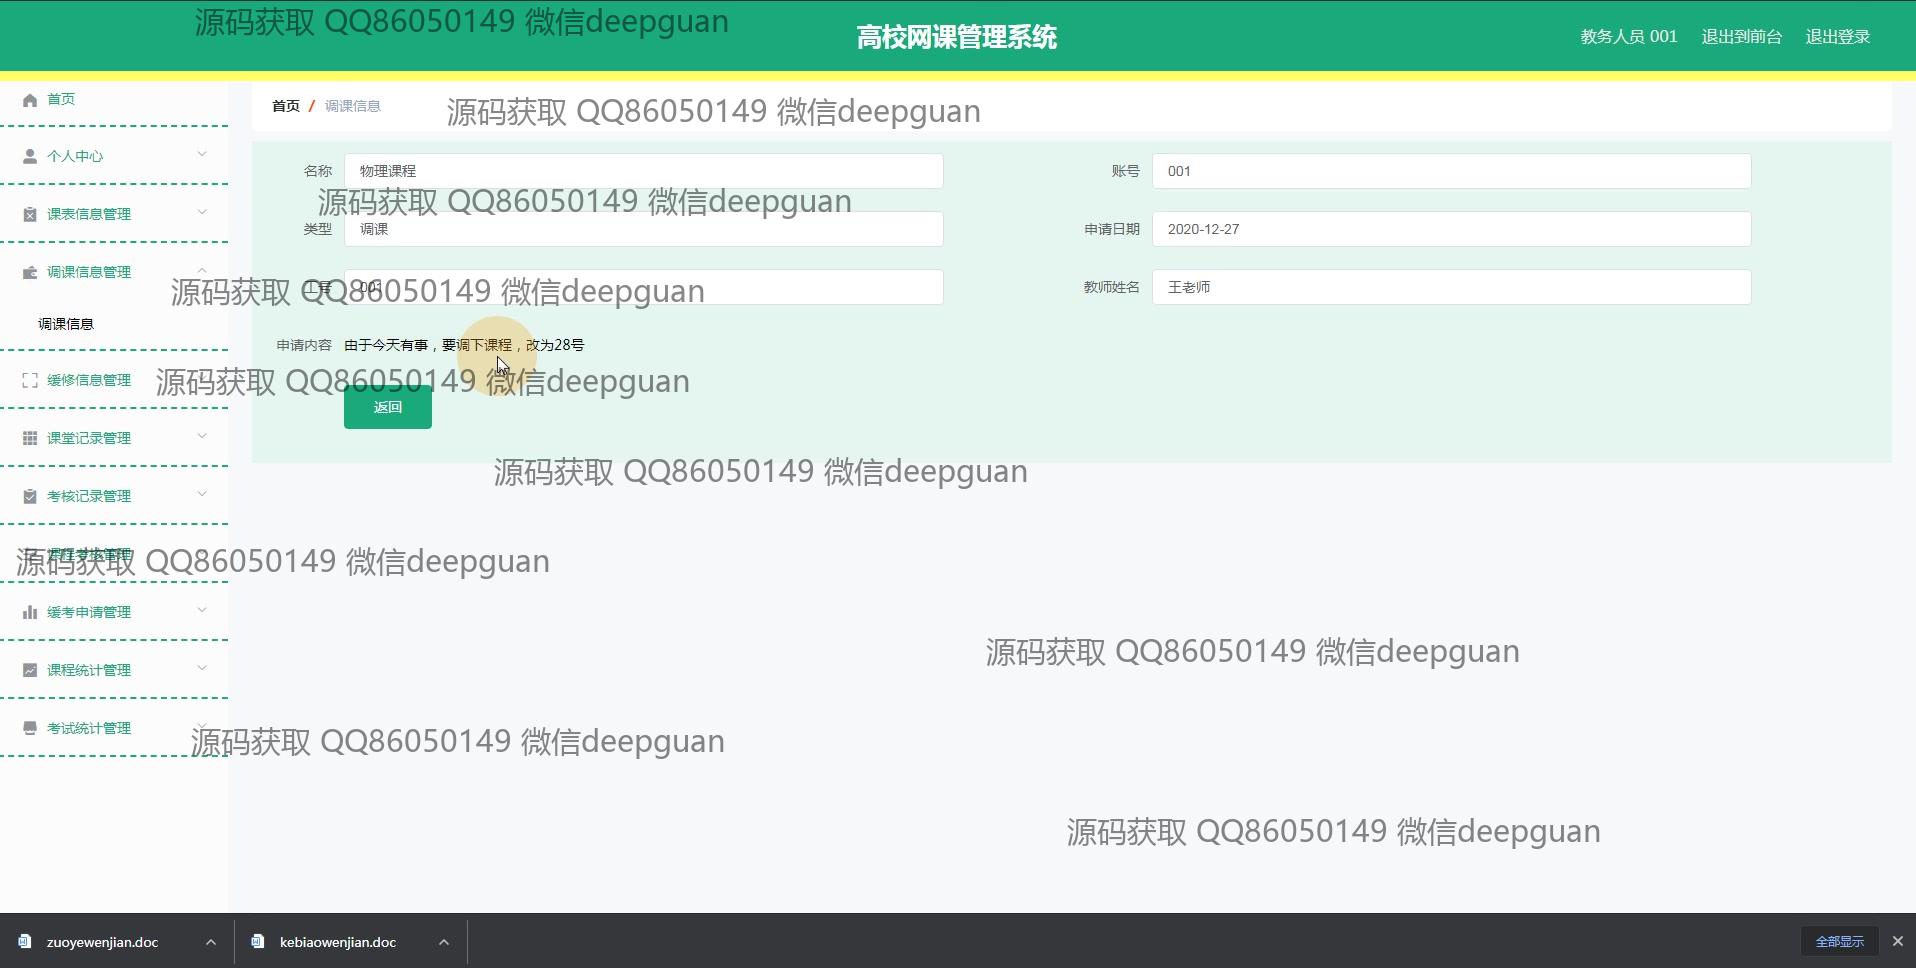 源码获取 QQ86050149 微信deepguan
高校网课管理系统
教务人员 001 退出到前台 退出登录
首页
首页 / 调课信息
源码获取 QQ86050149 微信deepguan
个人中心
名称 物理课程 账号 001
源码获取 QQ86050149 微信deepguan
课表信息管理
类型 调课 申请日期 2020-12-27
调课信息管理
工号 001 教师姓名 王老师
源码获取 QQ86050149 微信deepguan
调课信息
申请内容 由于今天有事，要调下课程，改为28号
缓修信息管理
源码获取 QQ86050149 微信deepguan
返回
课堂记录管理
源码获取 QQ86050149 微信deepguan
考核记录管理
课程考核管理
源码获取 QQ86050149 微信deepguan
缓考申请管理
源码获取 QQ86050149 微信deepguan
课程统计管理
考试统计管理
源码获取 QQ86050149 微信deepguan
源码获取 QQ86050149 微信deepguan
zuoyewenjian.doc kebiaowenjian.doc 全部显示